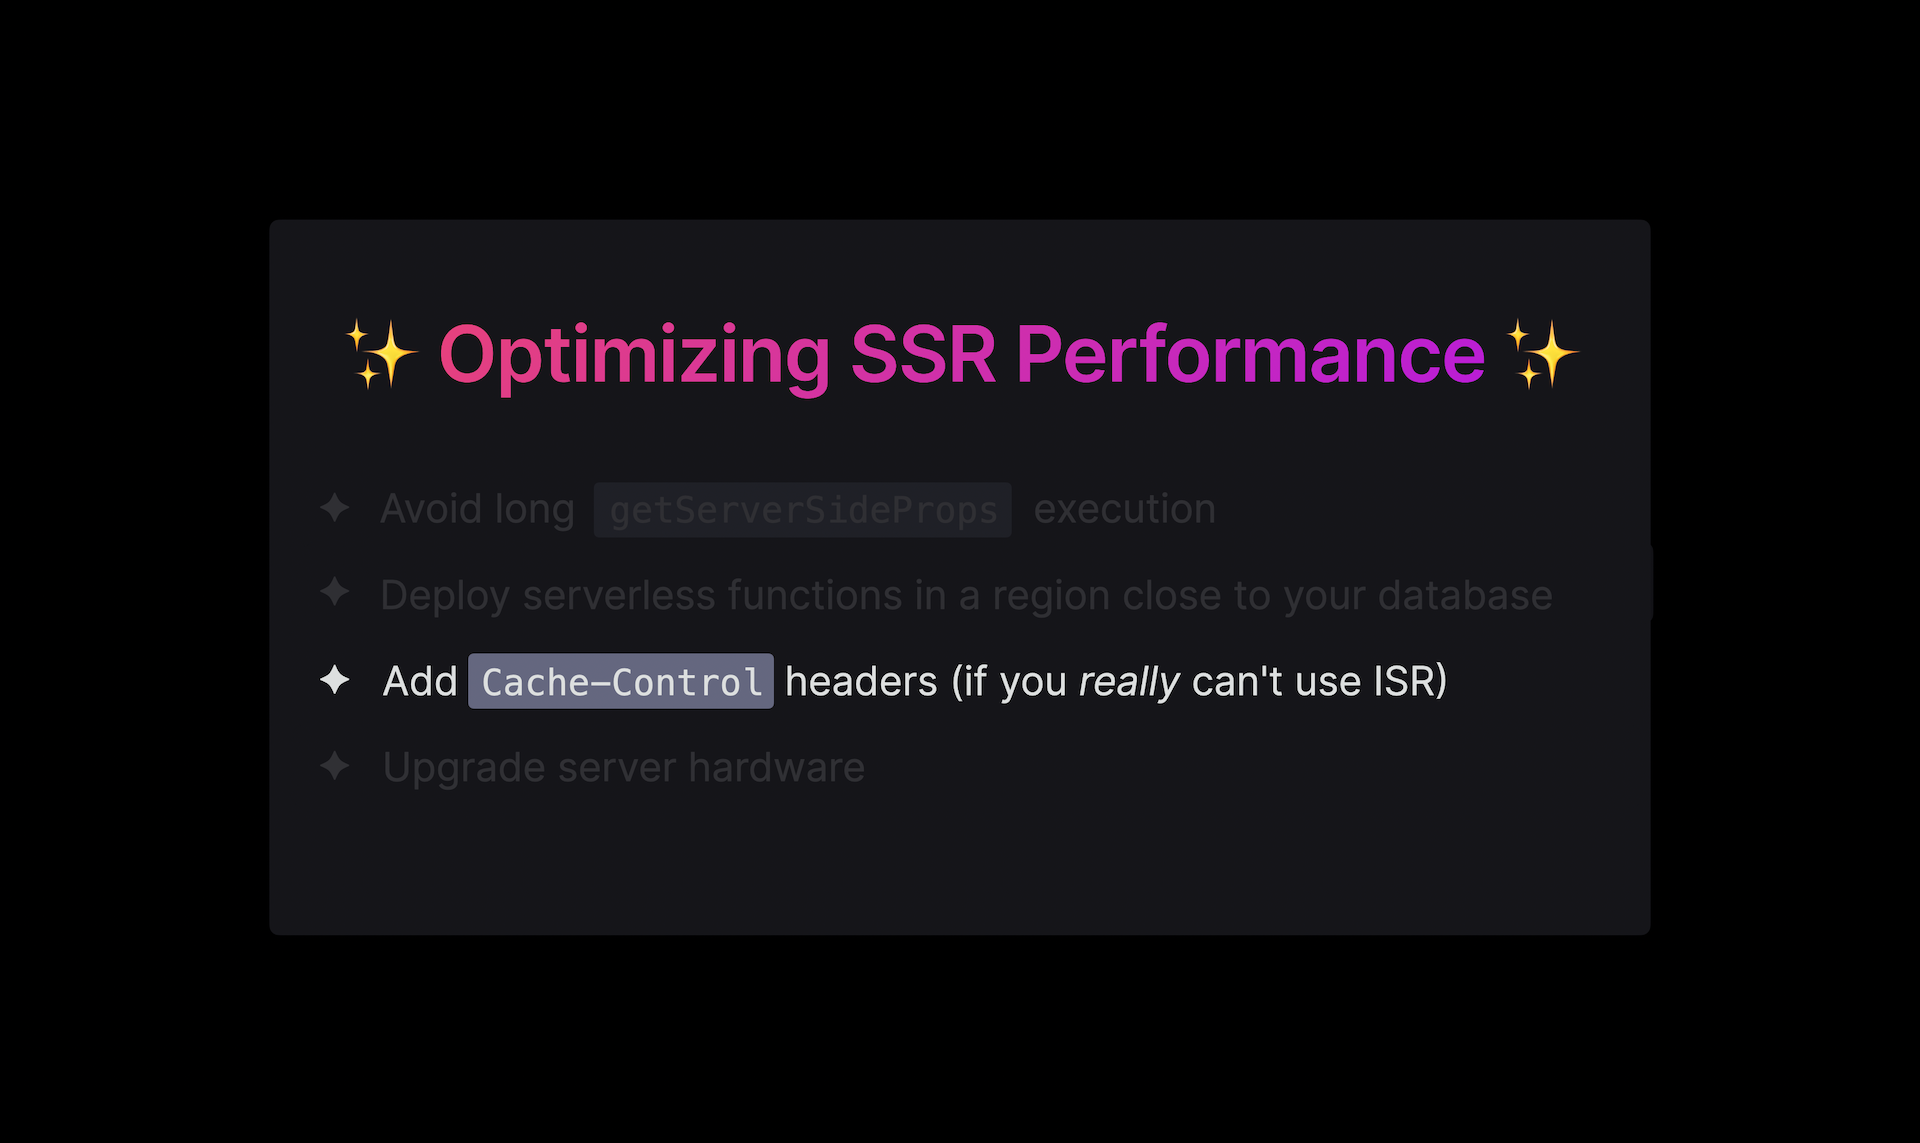 ✨ Optimizing SSR Performance ✨
Avoid long getServerSideProps execution
Deploy serverless functions in a region close to your database
Add Cache-Control headers (if you really can't use ISR)
Upgrade server hardware